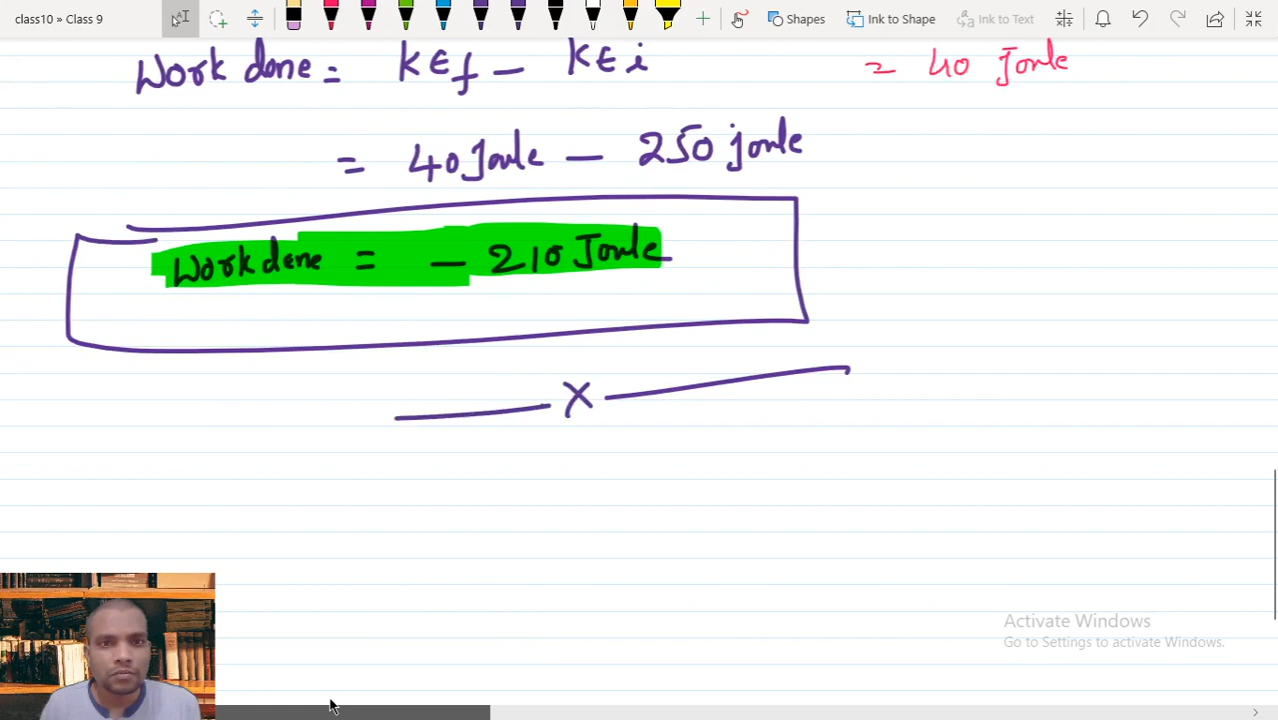 class10 » Class 9
Shapes
Ink to Shape
Ink to Text
Work done = KEf - KEi
= 40 Joule
= 40 Joule - 250 joule
Work done = - 210 Joule
X
Activate Windows
Go to Settings to activate Windows.